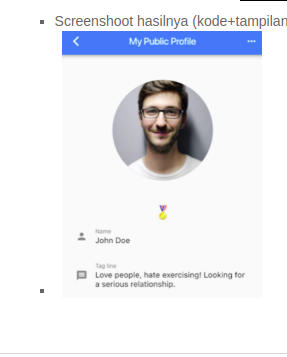 Screenshoot hasilnya (kode+tampilan
My Public Profile
Name
John Doe
Tag line
Love people, hate exercising! Looking for
a serious relationship.